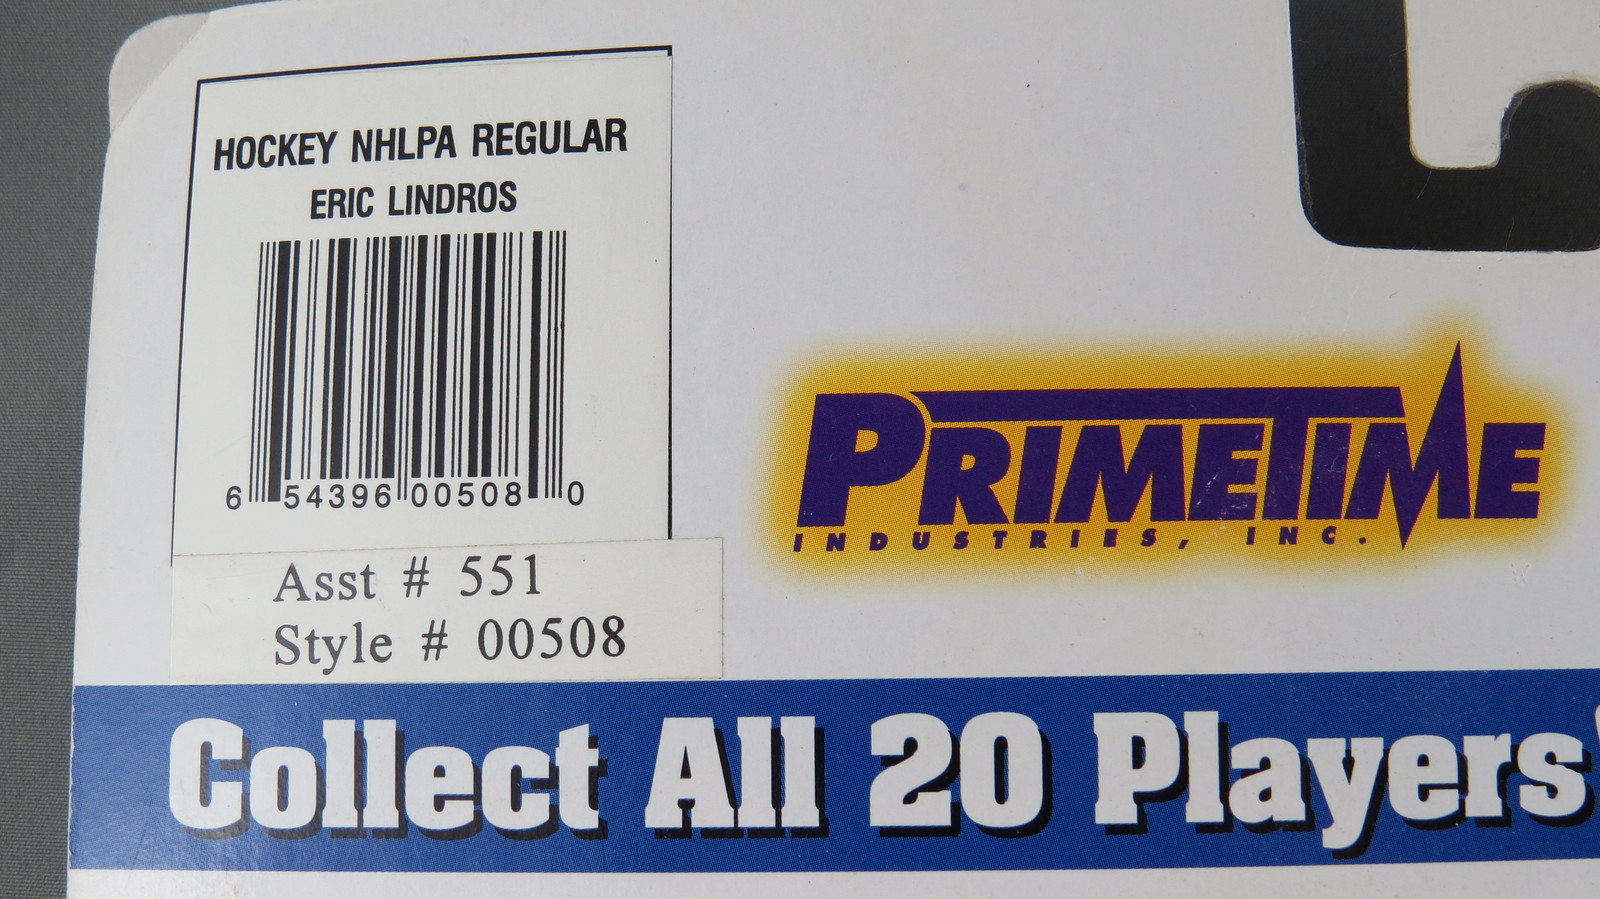 HOCKEY NHLPA REGULAR
ERIC LINDROS
6 54396 00508 0
Asst # 551
Style # 00508
PRIMETIME
INDUSTRIES, INC.
Collect All 20 Players